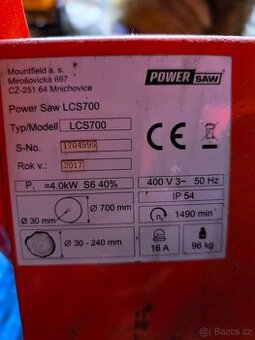 Mountfield a. s.
Mirošovická 697
CZ-251 64 Mnichovice
POWER SAW
Power Saw LCS700
Typ/Modell LCS700
S-No.
Rok v.: 2017
P. =4.0kW S6 40%
400 V 3~ 50 Hz
IP 54
Ø 700 mm
Ø 30 mm
n 1490 min
Ø 30 - 240 mm
16 A
96 kg
Bazos.cz